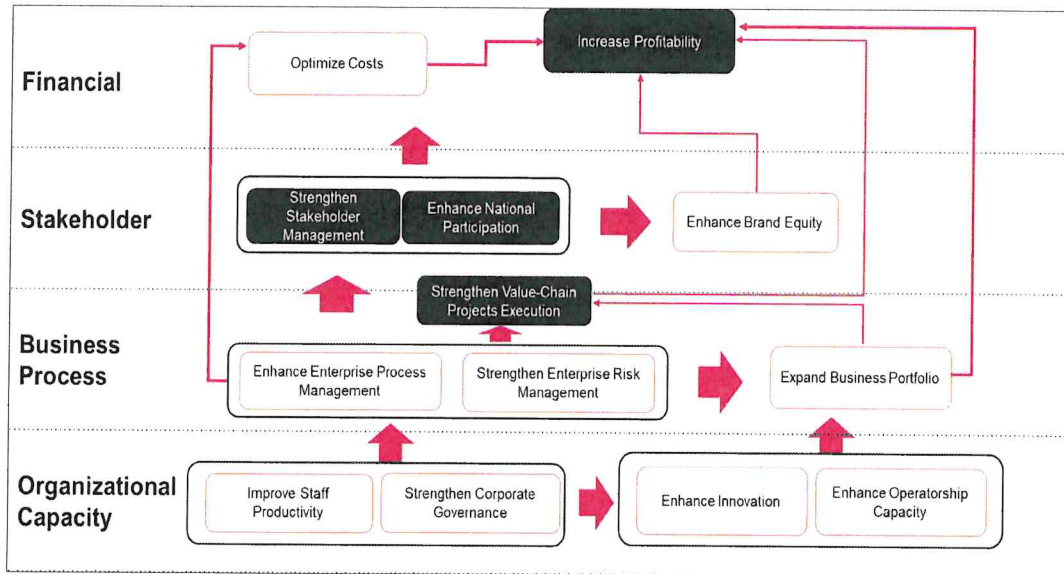 Financial
Optimize Costs
Increase Profitability
Stakeholder
Strengthen
Stakeholder
Management
Enhance National
Participation
Enhance Brand Equity
Business
Process
Strengthen Value-Chain
Projects Execution
Enhance Enterprise Process
Management
Strengthen Enterprise Risk
Management
Expand Business Portfolio
Organizational
Capacity
Improve Staff
Productivity
Strengthen Corporate
Governance
Enhance Innovation
Enhance Operatorship
Capacity